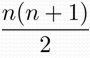 n(n + 1)
2